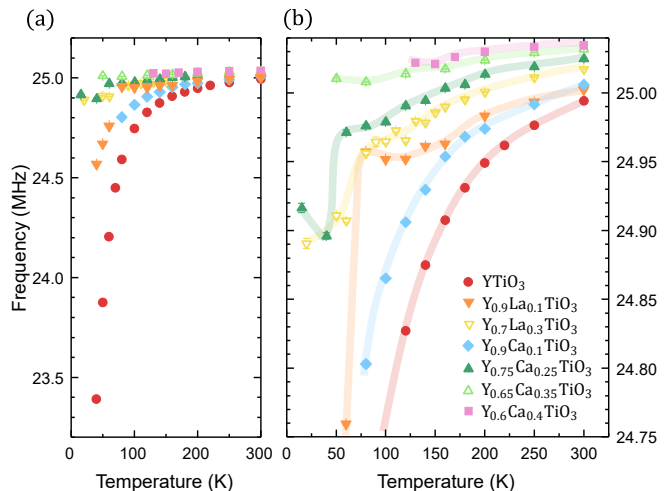 (a)
(b)
Frequency (MHz)
25.0
24.5
24.0
23.5
0
100
200
300
Temperature (K)
25.00
24.95
24.90
24.85
24.80
24.75
0
50
100
150
200
250
300
Temperature (K)
YTiO₃
Y₀.₉La₀.₁TiO₃
Y₀.₇La₀.₃TiO₃
Y₀.₉Ca₀.₁TiO₃
Y₀.₇₅Ca₀.₂₅TiO₃
Y₀.₆₅Ca₀.₃₅TiO₃
Y₀.₆Ca₀.₄TiO₃